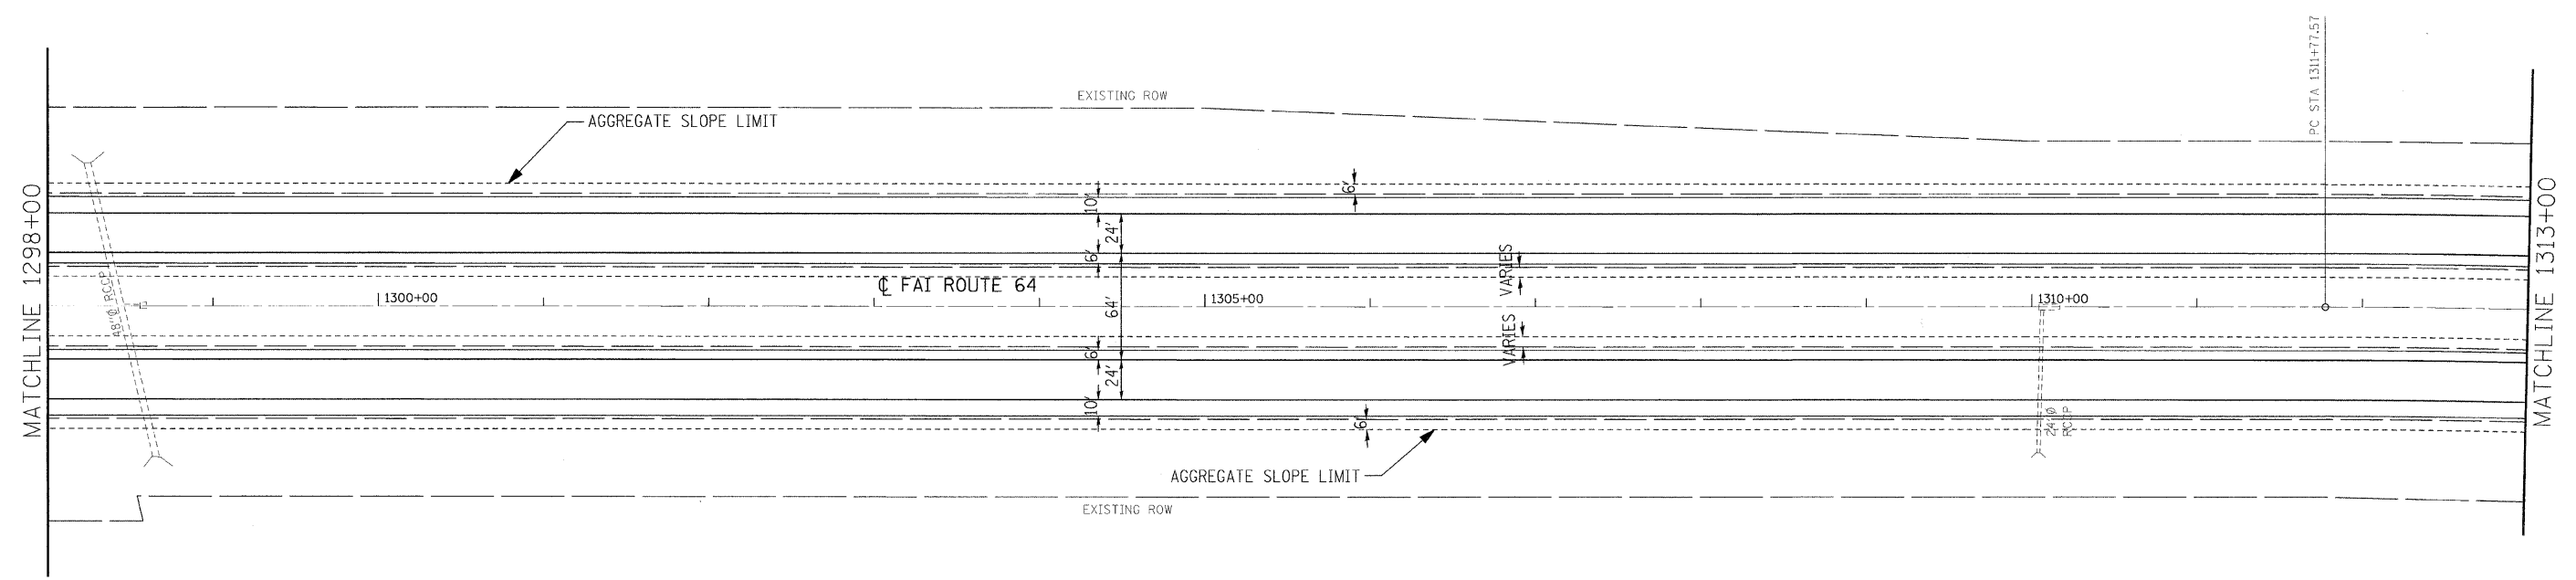 PC STA 1311+77.57
EXISTING ROW
AGGREGATE SLOPE LIMIT
MATCHLINE 1298+00
MATCHLINE 1313+00
6'
10'
24'
6'
VARIES
℄ FAI ROUTE 64
48"Ø RCCP
1300+00
1305+00
1310+00
64'
VARIES
6'
24'
10'
6'
24"Ø
RCCP
AGGREGATE SLOPE LIMIT
EXISTING ROW